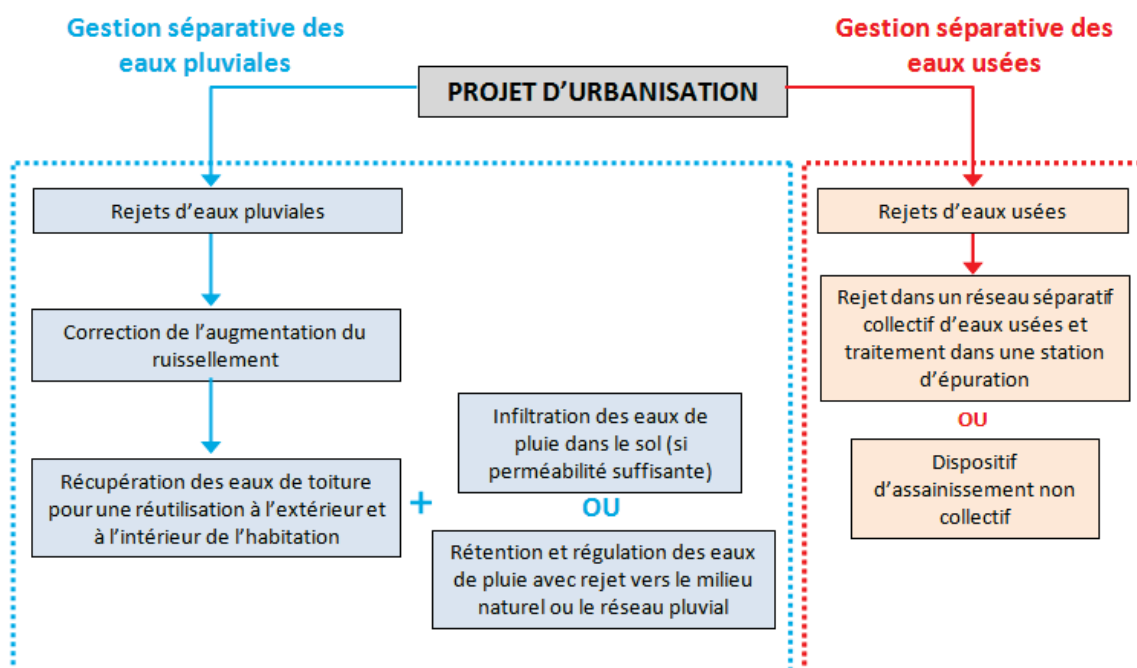 Gestion séparative des
eaux pluviales
Gestion séparative des
eaux usées
PROJET D'URBANISATION
Rejets d'eaux pluviales
Correction de l'augmentation du
ruissellement
Récupération des eaux de toiture
pour une réutilisation à l'extérieur et
à l'intérieur de l'habitation
+
Infiltration des eaux de
pluie dans le sol (si
perméabilité suffisante)
OU
Rétention et régulation des eaux
de pluie avec rejet vers le milieu
naturel ou le réseau pluvial
Rejets d'eaux usées
Rejet dans un réseau séparatif
collectif d'eaux usées et
traitement dans une station
d'épuration
OU
Dispositif
d'assainissement non
collectif